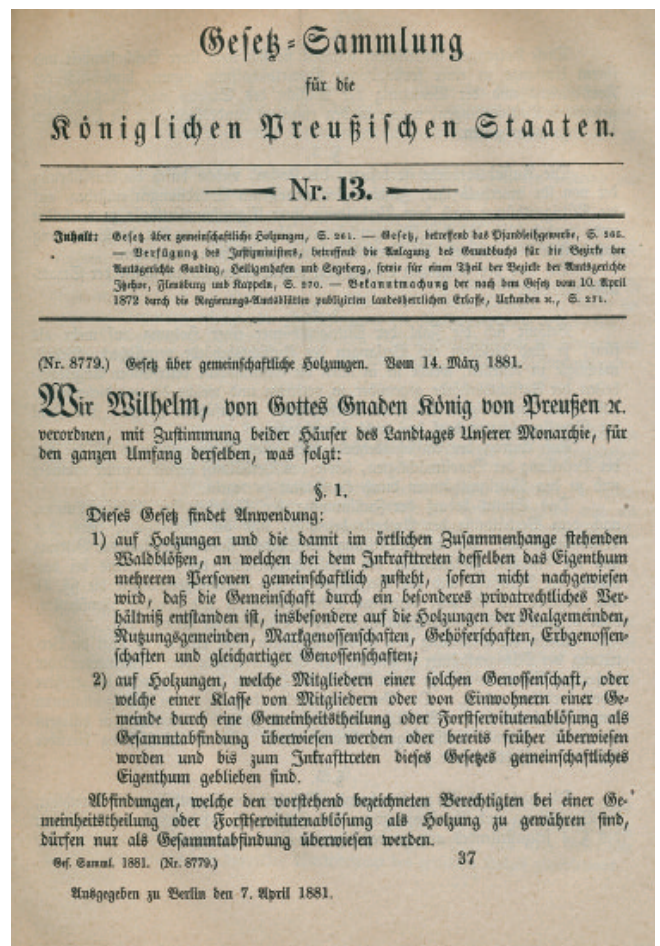 Gesetz-Sammlung
für die
Königlichen Preußischen Staaten.
Nr. 13.
Inhalt: Gesetz über gemeinschaftliche Holzungen, S. 261. — Gesetz, betreffend das Pfandleihgewerbe, S. 265.
— Verfügung des Justizministers, betreffend die Anlegung des Grundbuchs für die Bezirke der
Amtsgerichte Garding, Heiligenhafen und Segeberg, sowie für einen Theil der Bezirke der Amtsgerichte
Itzehoe, Flensburg und Kappeln, S. 270. — Bekanntmachung der nach dem Gesetz vom 10. April
1872 durch die Regierungs-Amtsblätter publizirten landesherrlichen Erlasse, Urkunden ꝛc., S. 271.
(Nr. 8779.) Gesetz über gemeinschaftliche Holzungen. Vom 14. März 1881.
Wir Wilhelm, von Gottes Gnaden König von Preußen ꝛc.
verordnen, mit Zustimmung beider Häuser des Landtages Unserer Monarchie, für
den ganzen Umfang derselben, was folgt:
§. 1.
Dieses Gesetz findet Anwendung:
1) auf Holzungen und die damit im örtlichen Zusammenhange stehenden
Waldblößen, an welchen bei dem Inkrafttreten desselben das Eigenthum
mehreren Personen gemeinschaftlich zusteht, sofern nicht nachgewiesen
wird, daß die Gemeinschaft durch ein besonderes privatrechtliches Ver-
hältniß entstanden ist, insbesondere auf die Holzungen der Realgemeinden,
Nutzungsgemeinden, Markgenossenschaften, Gehöferschaften, Erbgenossen-
schaften und gleichartiger Genossenschaften;
2) auf Holzungen, welche Mitgliedern einer solchen Genossenschaft, oder
welche einer Klasse von Mitgliedern oder von Einwohnern einer Ge-
meinde durch eine Gemeinheitstheilung oder Forstservitutenablösung als
Gesammtabfindung überwiesen werden oder bereits früher überwiesen
worden und bis zum Inkrafttreten dieses Gesetzes gemeinschaftliches
Eigenthum geblieben sind.
Abfindungen, welche den vorstehend bezeichneten Berechtigten bei einer Ge-
meinheitstheilung oder Forstservitutenablösung als Holzung zu gewähren sind,
dürfen nur als Gesammtabfindung überwiesen werden.
Ges. Samml. 1881. (Nr. 8779.) 37
Ausgegeben zu Berlin den 7. April 1881.